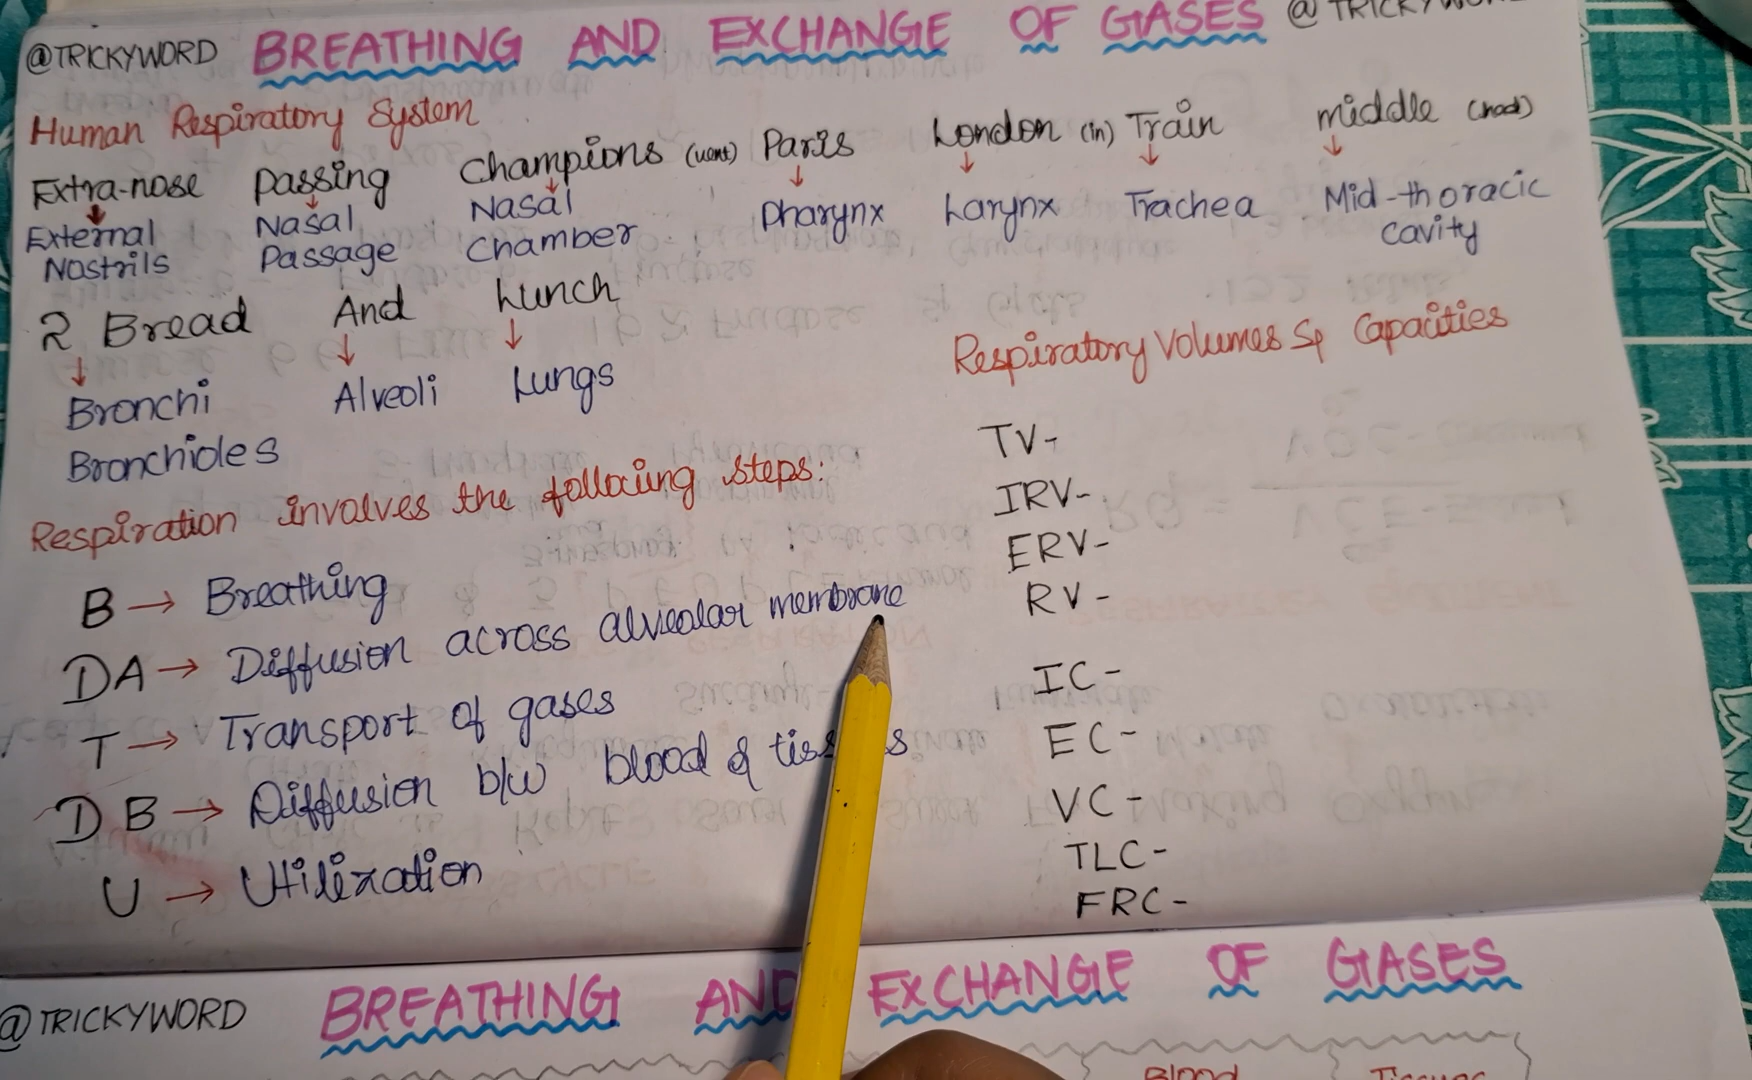 @TRICKYWORD BREATHING AND EXCHANGE OF GASES @TRICKYWORD
Human Respiratory System
Extra-nose Passing Champions (went) Paris London (in) Train middle (had)
External Nasal Nasal Pharynx Larynx Trachea Mid-thoracic
Nostrils Passage Chamber cavity
2 Bread And Lunch
Bronchi Alveoli Lungs
Bronchioles
Respiration involves the following steps:
B → Breathing
DA → Diffusion across alveolar membrane
T → Transport of gases
DB → Diffusion b/w blood & tissues
U → Utilization
Respiratory Volumes & Capacities
TV-
IRV-
ERV-
RV-
IC-
EC-
VC-
TLC-
FRC-
@TRICKYWORD BREATHING AND EXCHANGE OF GASES
Blood Tissues